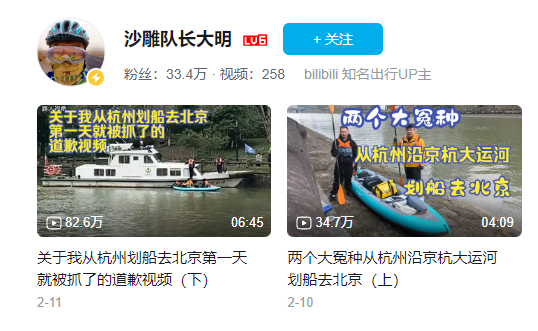 沙雕队长大明 LV6 + 关注
粉丝：33.4万 · 视频：258 bilibili 知名出行UP主
关于我从杭州划船去北京
第一天就被抓了的
道歉视频
82.6万 06:45
两个大冤种
从杭州沿京杭大运河
划船去北京
34.7万 04:09
关于我从杭州划船去北京第一天
就被抓了的道歉视频（下）
2-11
两个大冤种从杭州沿京杭大运河
划船去北京（上）
2-10